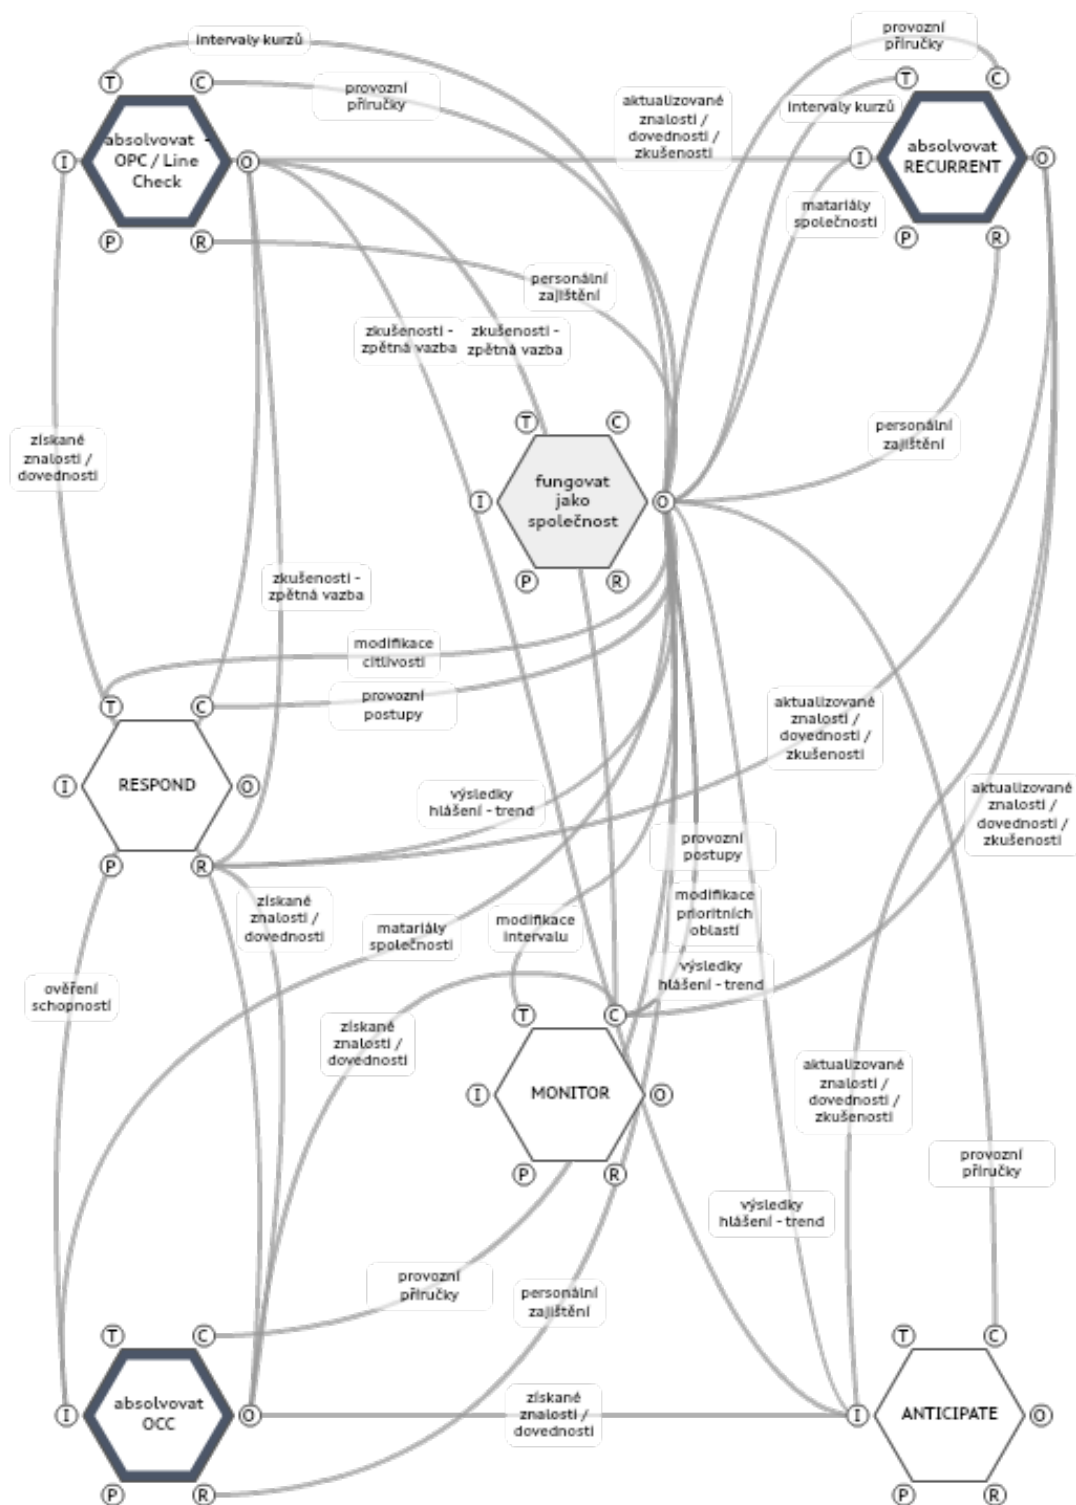 intervaly kurzů
provozní
příručky
provozní
příručky
T
C
T
C
aktualizované
znalosti /
dovednosti /
zkušenosti
intervaly kurzů
absolvovat -
OPC / Line
Check
I
O
I
absolvovat
RECURRENT
O
matariály
společnosti
P
R
P
R
personální
zajištění
zkušenosti -
zpětná vazba
zkušenosti -
zpětná vazba
T
C
personální
zajištění
získané
znalosti /
dovednosti
I
fungovat
jako
společnost
O
P
R
zkušenosti -
zpětná vazba
modifikace
citlivosti
provozní
postupy
T
C
aktualizované
znalosti /
dovednosti /
zkušenosti
I
RESPOND
O
výsledky
hlášení - trend
aktualizované
znalosti /
dovednosti /
zkušenosti
P
R
provozní
postupy
získané
znalosti /
dovednosti
matariály
společnosti
modifikace
intervalu
modifikace
prioritních
oblastí
ověření
schopností
výsledky
hlášení - trend
získané
znalosti /
dovednosti
T
C
I
MONITOR
O
aktualizované
znalosti /
dovednosti /
zkušenosti
P
R
provozní
příručky
výsledky
hlášení - trend
provozní
příručky
personální
zajištění
T
C
T
C
I
absolvovat
OCC
O
získané
znalosti /
dovednosti
I
ANTICIPATE
O
P
R
P
R